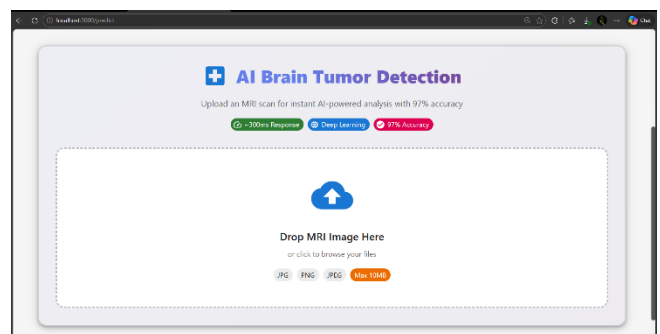 localhost:3000/predict
Chat
AI Brain Tumor Detection
Upload an MRI scan for instant AI-powered analysis with 97% accuracy
~300ms Response Deep Learning 97% Accuracy
Drop MRI Image Here
or click to browse your files
JPG PNG JPEG Max 10MB